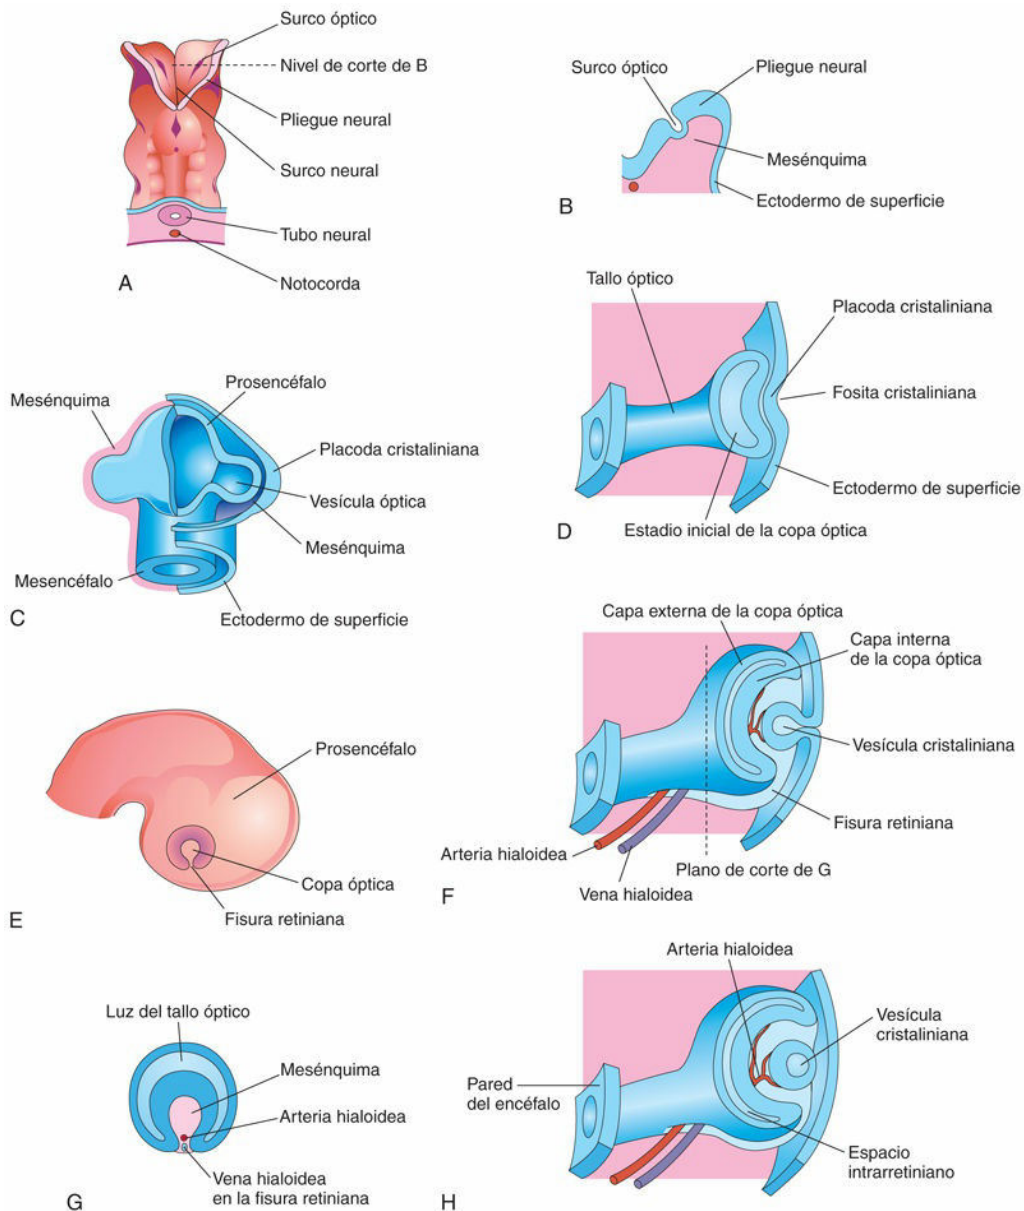 Surco óptico
Nivel de corte de B
Pliegue neural
Surco neural
Tubo neural
Notocorda
A
Surco óptico
Pliegue neural
Mesénquima
Ectodermo de superficie
B
Mesénquima
Prosencéfalo
Placoda cristaliniana
Vesícula óptica
Mesénquima
Mesencéfalo
Ectodermo de superficie
C
Tallo óptico
Placoda cristaliniana
Fosita cristaliniana
Ectodermo de superficie
Estadio inicial de la copa óptica
D
Prosencéfalo
Copa óptica
Fisura retiniana
E
Capa externa de la copa óptica
Capa interna
de la copa óptica
Vesícula cristaliniana
Fisura retiniana
Arteria hialoidea
Plano de corte de G
Vena hialoidea
F
Luz del tallo óptico
Mesénquima
Arteria hialoidea
Vena hialoidea
en la fisura retiniana
G
Arteria hialoidea
Vesícula
cristaliniana
Pared
del encéfalo
Espacio
intrarretiniano
H